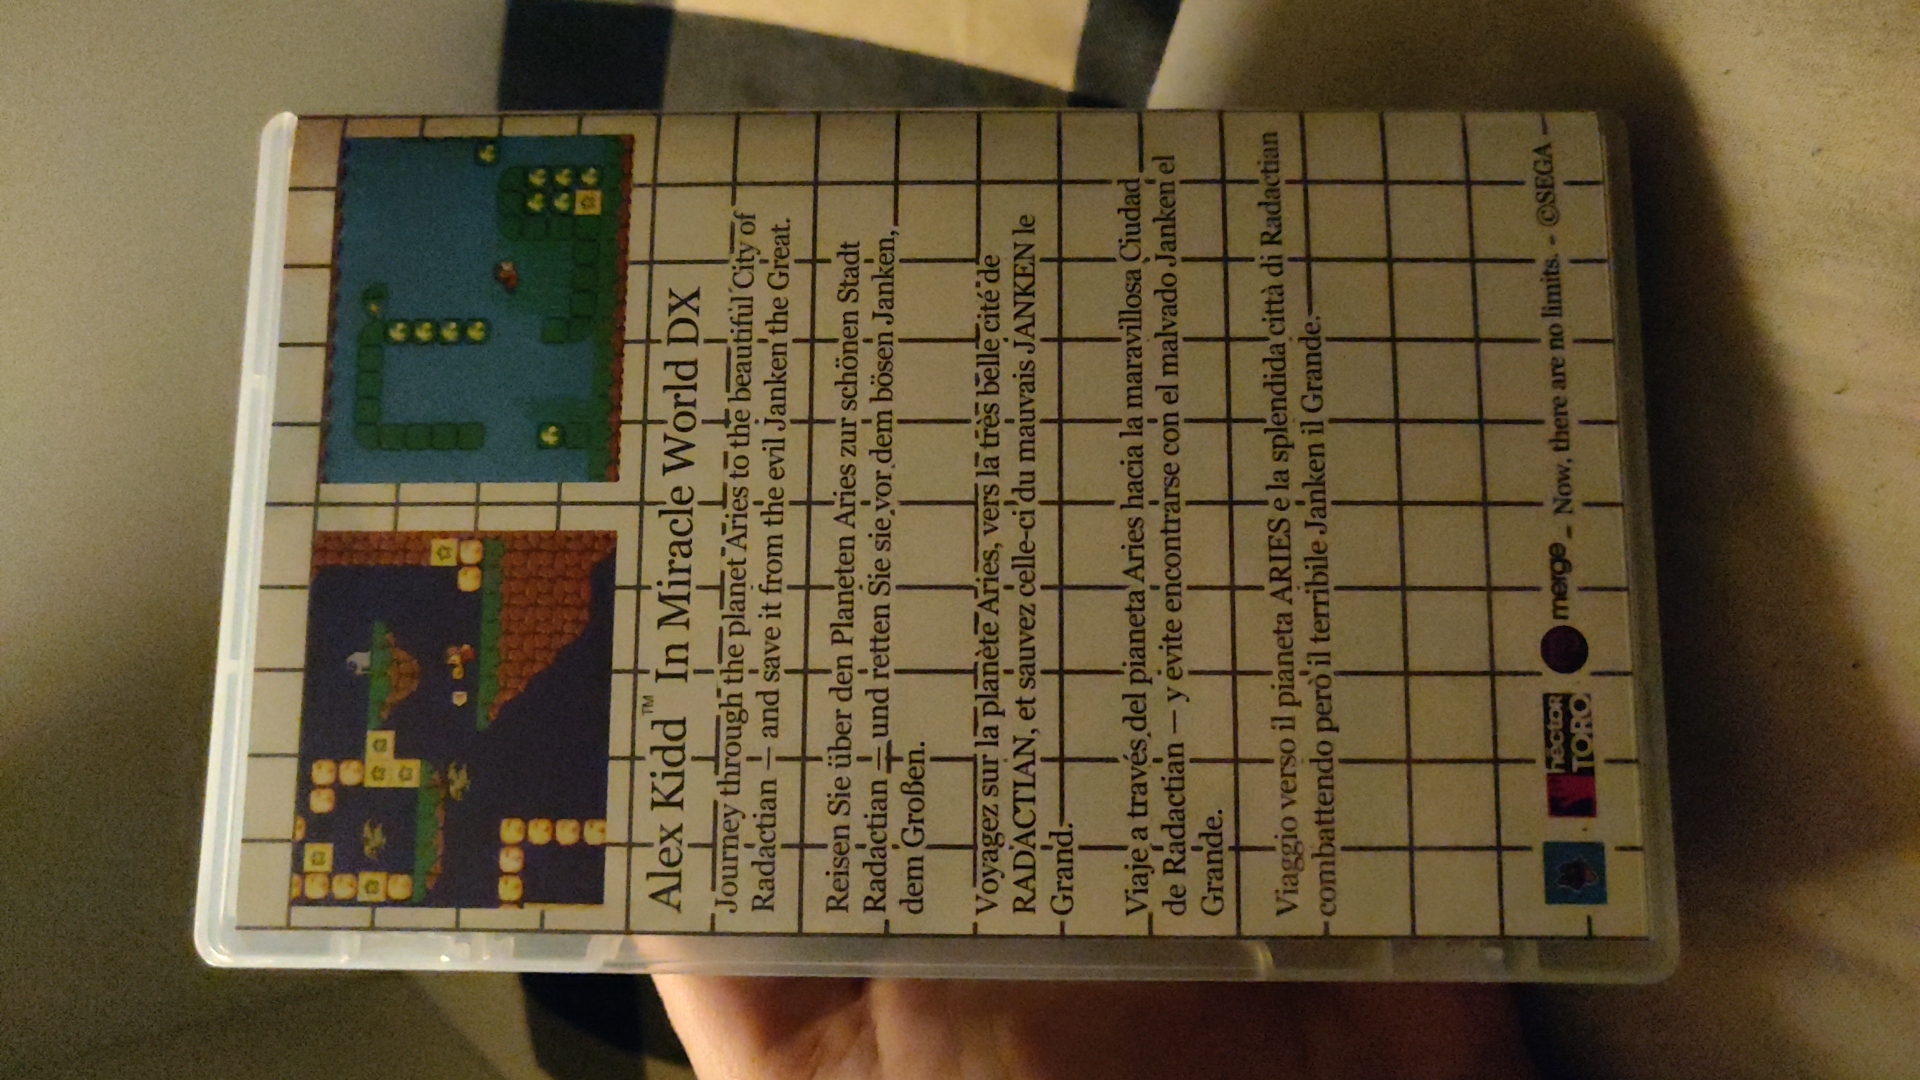 Alex Kidd™ In Miracle World DX
Journey through the planet Aries to the beautiful City of
Radactian — and save it from the evil Janken the Great.
Reisen Sie über den Planeten Aries zur schönen Stadt
Radactian — und retten Sie sie vor dem bösen Janken,
dem Großen.
Voyagez sur la planète Aries, vers la très belle cité de
RADACTIAN, et sauvez celle-ci du mauvais JANKEN le
Grand.
Viaje a través del pianeta Aries hacia la maravillosa Ciudad
de Radactian — y evite encontrarse con el malvado Janken el
Grande.
Viaggio verso il pianeta ARIES e la splendida città di Radactian
combattendo però il terribile Janken il Grande.
héctor
TORO
merge
Now, there are no limits. - ©SEGA